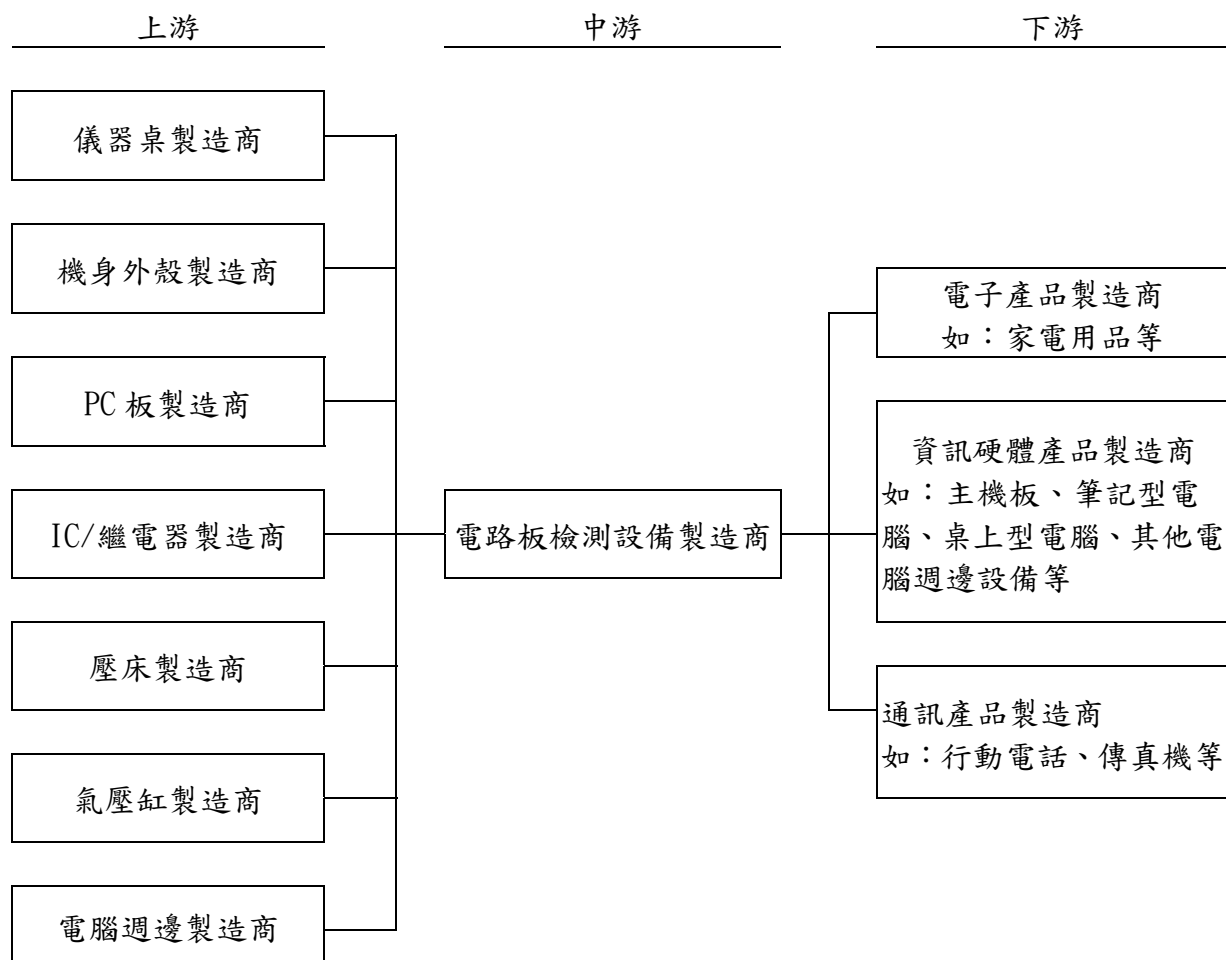 上游
中游
下游
儀器桌製造商
機身外殼製造商
PC 板製造商
IC/繼電器製造商
壓床製造商
氣壓缸製造商
電腦週邊製造商
電路板檢測設備製造商
電子產品製造商
如：家電用品等
資訊硬體產品製造商
如：主機板、筆記型電
腦、桌上型電腦、其他電
腦週邊設備等
通訊產品製造商
如：行動電話、傳真機等